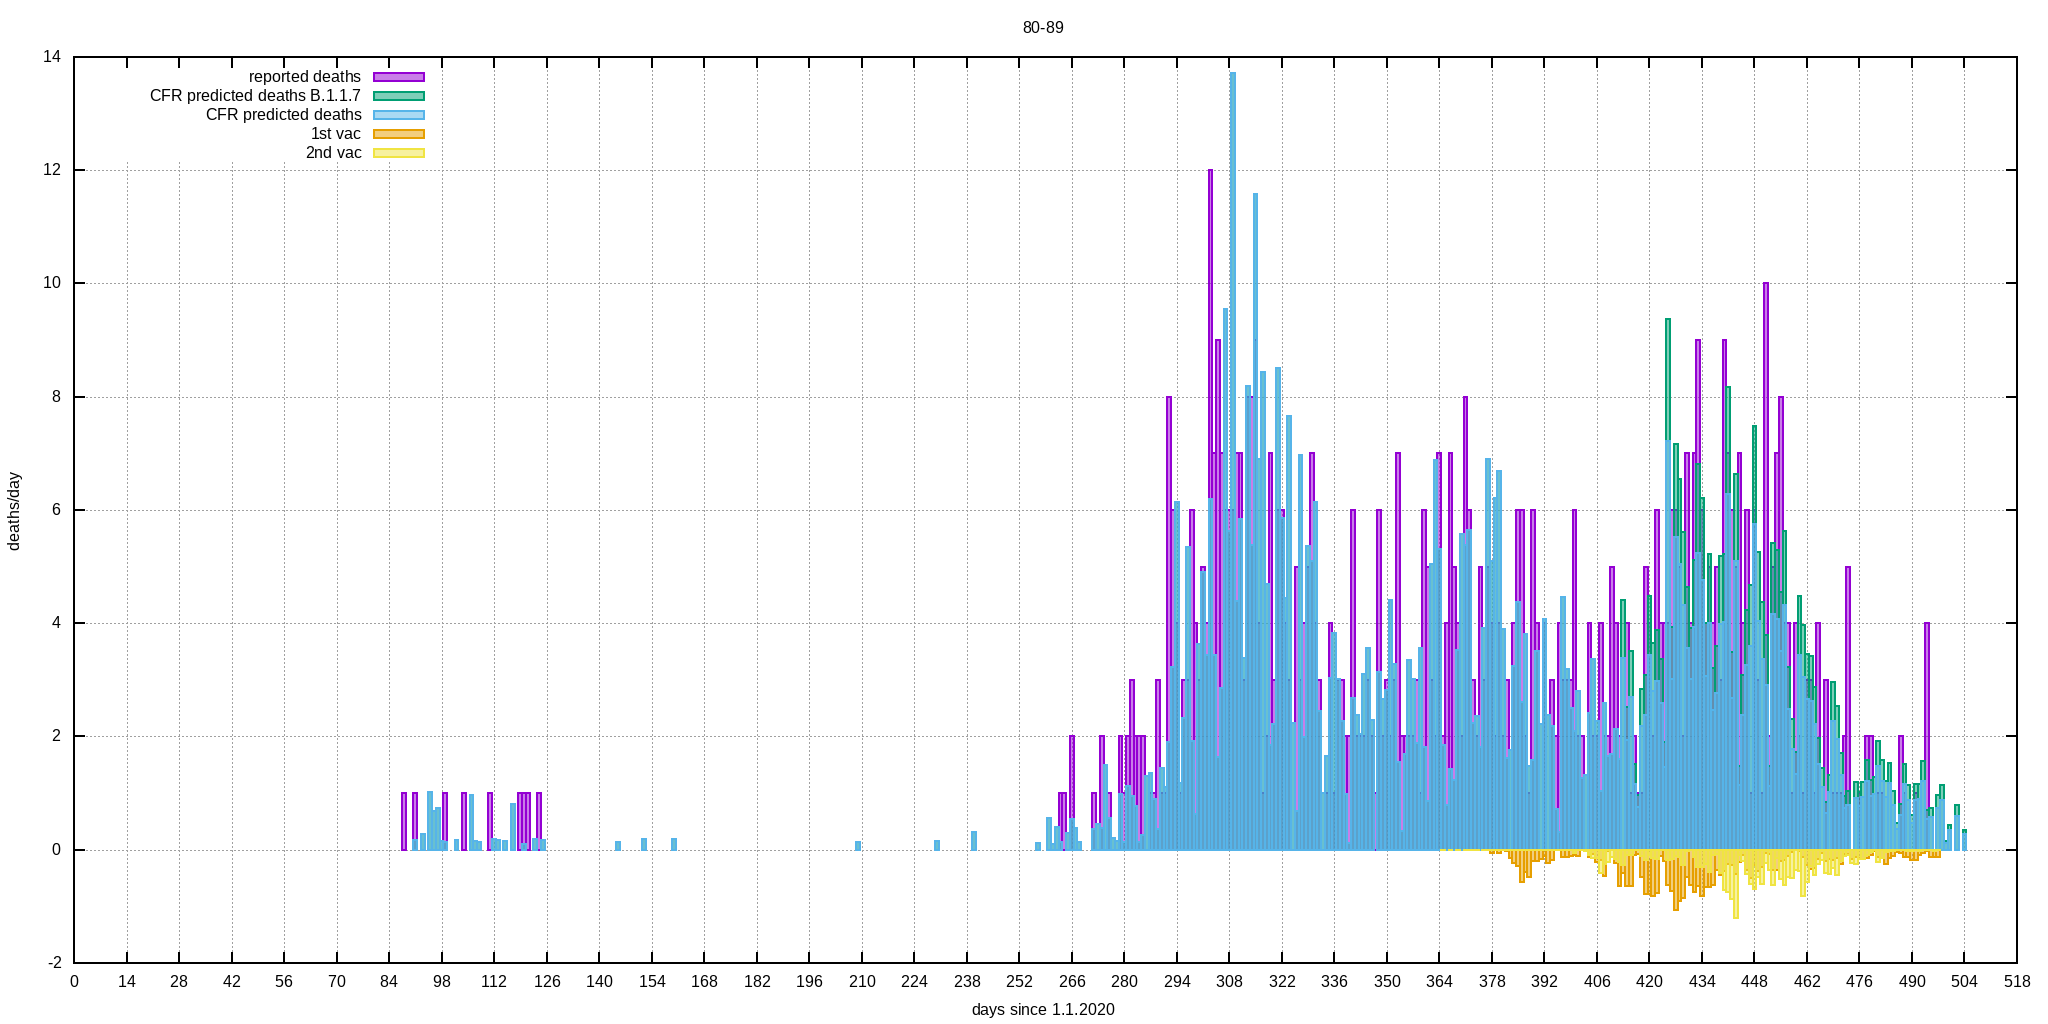 80-89
14
12
10
8
6
4
2
0
-2
deaths/day
reported deaths
CFR predicted deaths B.1.1.7
CFR predicted deaths
1st vac
2nd vac
0 14 28 42 56 70 84 98 112 126 140 154 168 182 196 210 224 238 252 266 280 294 308 322 336 350 364 378 392 406 420 434 448 462 476 490 504 518
days since 1.1.2020